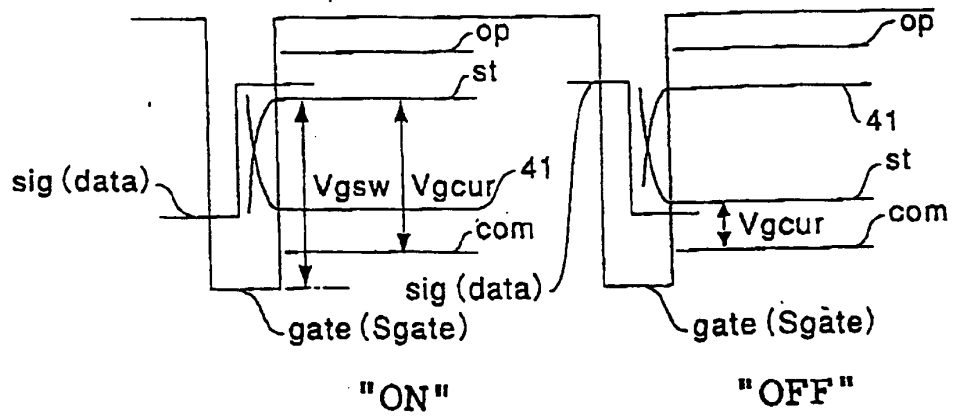 op
st
sig (data)
Vgsw
Vgcur
41
com
gate (Sgate)
"ON"
op
41
st
Vgcur
com
sig (data)
gate (Sgate)
"OFF"